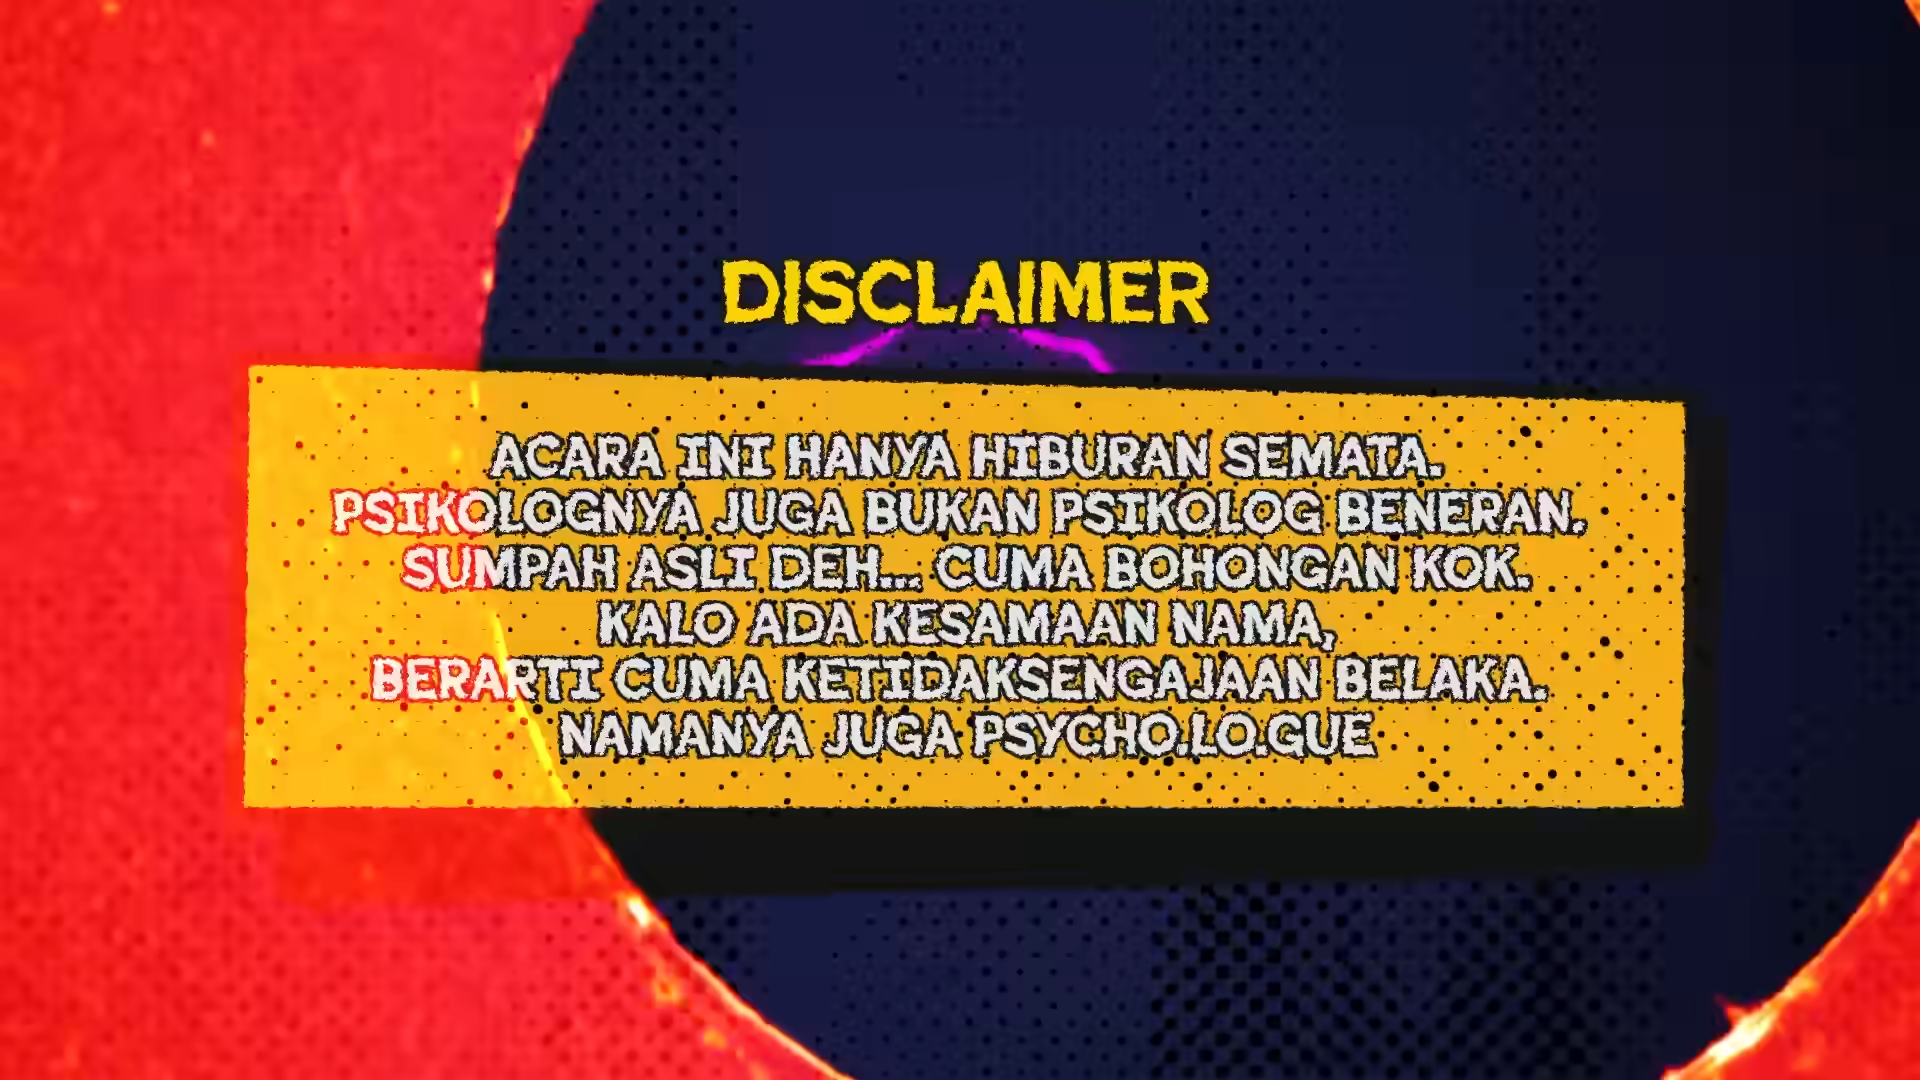 DISCLAIMER
ACARA INI HANYA HIBURAN SEMATA.
PSIKOLOGNYA JUGA BUKAN PSIKOLOG BENERAN.
SUMPAH ASLI DEH... CUMA BOHONGAN KOK.
KALO ADA KESAMAAN NAMA,
BERARTI CUMA KETIDAKSENGAJAAN BELAKA.
NAMANYA JUGA PSYCHO.LO.GUE